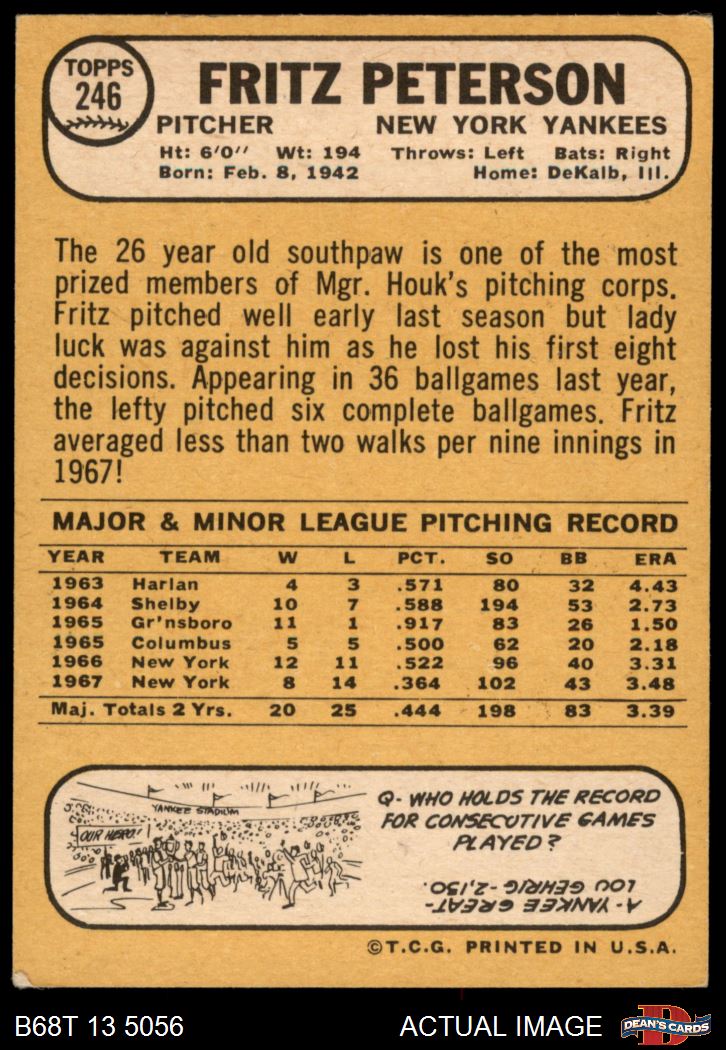 TOPPS
246
FRITZ PETERSON
PITCHER NEW YORK YANKEES
Ht: 6'0" Wt: 194 Throws: Left Bats: Right
Born: Feb. 8, 1942 Home: DeKalb, Ill.
The 26 year old southpaw is one of the most
prized members of Mgr. Houk's pitching corps.
Fritz pitched well early last season but lady
luck was against him as he lost his first eight
decisions. Appearing in 36 ballgames last year,
the lefty pitched six complete ballgames. Fritz
averaged less than two walks per nine innings in
1967!
MAJOR & MINOR LEAGUE PITCHING RECORD
YEAR TEAM W L PCT. SO BB ERA
1963 Harlan 4 3 .571 80 32 4.43
1964 Shelby 10 7 .588 194 53 2.73
1965 Gr'nsboro 11 1 .917 83 26 1.50
1965 Columbus 5 5 .500 62 20 2.18
1966 New York 12 11 .522 96 40 3.31
1967 New York 8 14 .364 102 43 3.48
Maj. Totals 2 Yrs. 20 25 .444 198 83 3.39
YANKEE STADIUM
OUR HERO!
Q- WHO HOLDS THE RECORD
FOR CONSECUTIVE GAMES
PLAYED?
A- YANKEE GREAT-
LOU GEHRIG-2,130.
©T.C.G. PRINTED IN U.S.A.
B68T 13 5056 ACTUAL IMAGE
D
DEAN'S CARDS